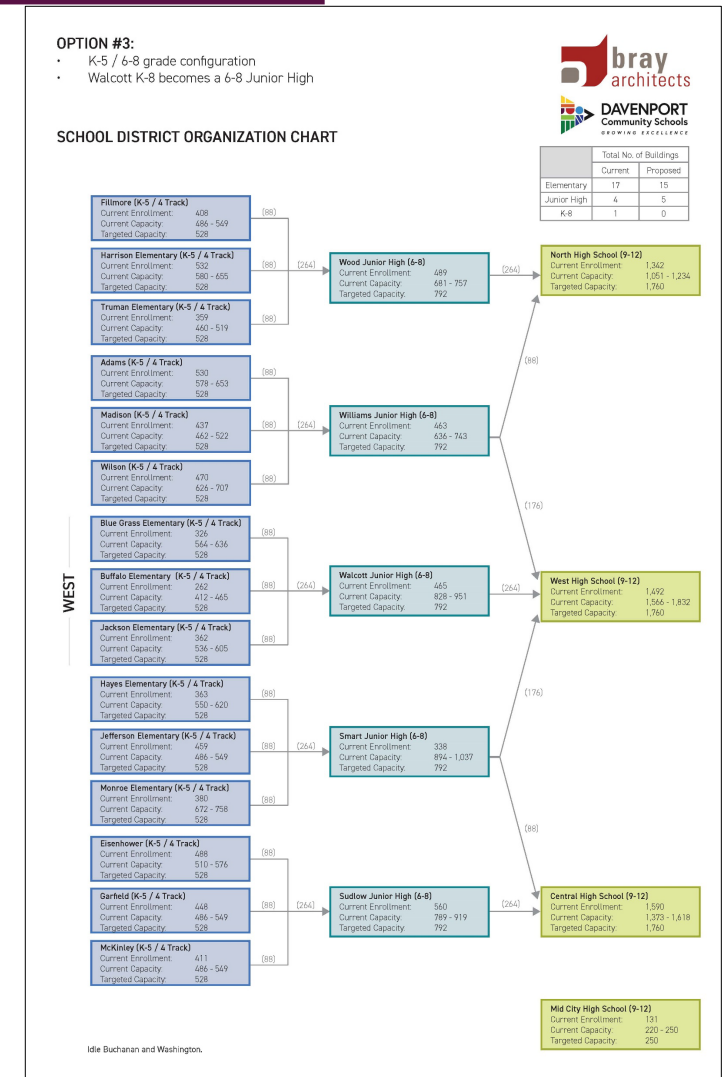 OPTION #3:
• K-5 / 6-8 grade configuration
• Walcott K-8 becomes a 6-8 Junior High
bray
architects
DAVENPORT
Community Schools
GROWING EXCELLENCE
SCHOOL DISTRICT ORGANIZATION CHART
Total No. of Buildings
Current Proposed
Elementary 17 15
Junior High 4 5
K-8 1 0
WEST
Fillmore (K-5 / 4 Track)
Current Enrollment: 408
Current Capacity: 486 - 549
Targeted Capacity: 528
(88)
Harrison Elementary (K-5 / 4 Track)
Current Enrollment: 532
Current Capacity: 580 - 655
Targeted Capacity: 528
(88)
(264)
Truman Elementary (K-5 / 4 Track)
Current Enrollment: 359
Current Capacity: 460 - 519
Targeted Capacity: 528
(88)
Adams (K-5 / 4 Track)
Current Enrollment: 530
Current Capacity: 578 - 653
Targeted Capacity: 528
(88)
Madison (K-5 / 4 Track)
Current Enrollment: 437
Current Capacity: 462 - 522
Targeted Capacity: 528
(88)
(264)
Wilson (K-5 / 4 Track)
Current Enrollment: 470
Current Capacity: 626 - 707
Targeted Capacity: 528
(88)
Blue Grass Elementary (K-5 / 4 Track)
Current Enrollment: 326
Current Capacity: 564 - 636
Targeted Capacity: 528
(88)
Buffalo Elementary (K-5 / 4 Track)
Current Enrollment: 262
Current Capacity: 412 - 465
Targeted Capacity: 528
(88)
(264)
Jackson Elementary (K-5 / 4 Track)
Current Enrollment: 362
Current Capacity: 536 - 605
Targeted Capacity: 528
(88)
Hayes Elementary (K-5 / 4 Track)
Current Enrollment: 363
Current Capacity: 550 - 620
Targeted Capacity: 528
(88)
Jefferson Elementary (K-5 / 4 Track)
Current Enrollment: 459
Current Capacity: 486 - 549
Targeted Capacity: 528
(88)
(264)
Monroe Elementary (K-5 / 4 Track)
Current Enrollment: 380
Current Capacity: 672 - 758
Targeted Capacity: 528
(88)
Eisenhower (K-5 / 4 Track)
Current Enrollment: 488
Current Capacity: 510 - 576
Targeted Capacity: 528
(88)
Garfield (K-5 / 4 Track)
Current Enrollment: 448
Current Capacity: 486 - 549
Targeted Capacity: 528
(88)
(264)
McKinley (K-5 / 4 Track)
Current Enrollment: 411
Current Capacity: 486 - 549
Targeted Capacity: 528
(88)
Wood Junior High (6-8)
Current Enrollment: 489
Current Capacity: 681 - 757
Targeted Capacity: 792
(264)
Williams Junior High (6-8)
Current Enrollment: 463
Current Capacity: 636 - 743
Targeted Capacity: 792
(88)
(176)
Walcott Junior High (6-8)
Current Enrollment: 465
Current Capacity: 828 - 951
Targeted Capacity: 792
(264)
Smart Junior High (6-8)
Current Enrollment: 338
Current Capacity: 894 - 1,037
Targeted Capacity: 792
(176)
(88)
Sudlow Junior High (6-8)
Current Enrollment: 560
Current Capacity: 789 - 919
Targeted Capacity: 792
(264)
North High School (9-12)
Current Enrollment: 1,342
Current Capacity: 1,051 - 1,234
Targeted Capacity: 1,760
West High School (9-12)
Current Enrollment: 1,492
Current Capacity: 1,566 - 1,832
Targeted Capacity: 1,760
Central High School (9-12)
Current Enrollment: 1,590
Current Capacity: 1,373 - 1,618
Targeted Capacity: 1,760
Mid City High School (9-12)
Current Enrollment: 131
Current Capacity: 220 - 250
Targeted Capacity: 250
Idle Buchanan and Washington.